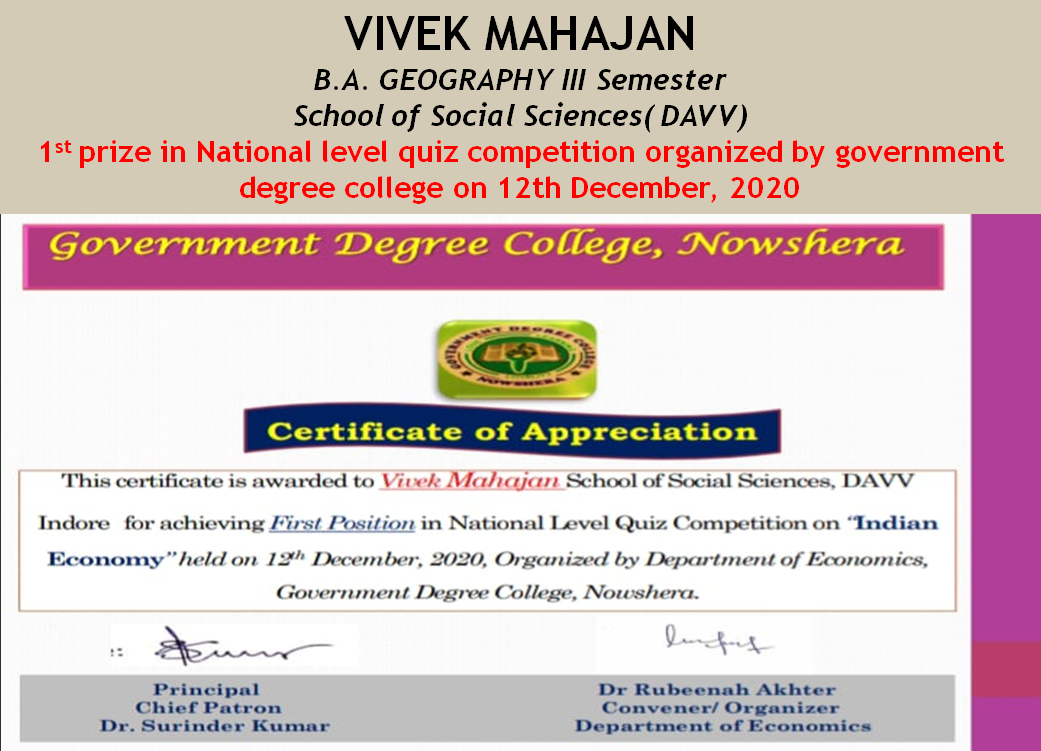 VIVEK MAHAJAN
B.A. GEOGRAPHY III Semester
School of Social Sciences( DAVV)
1st prize in National level quiz competition organized by government
degree college on 12th December, 2020
Government Degree College, Nowshera
GOVERNMENT DEGREE COLLEGE
NOWSHERA
Certificate of Appreciation
This certificate is awarded to Vivek Mahajan School of Social Sciences, DAVV
Indore for achieving First Position in National Level Quiz Competition on "Indian
Economy" held on 12th December, 2020, Organized by Department of Economics,
Government Degree College, Nowshera.
Principal
Chief Patron
Dr. Surinder Kumar
Dr Rubeenah Akhter
Convener/ Organizer
Department of Economics